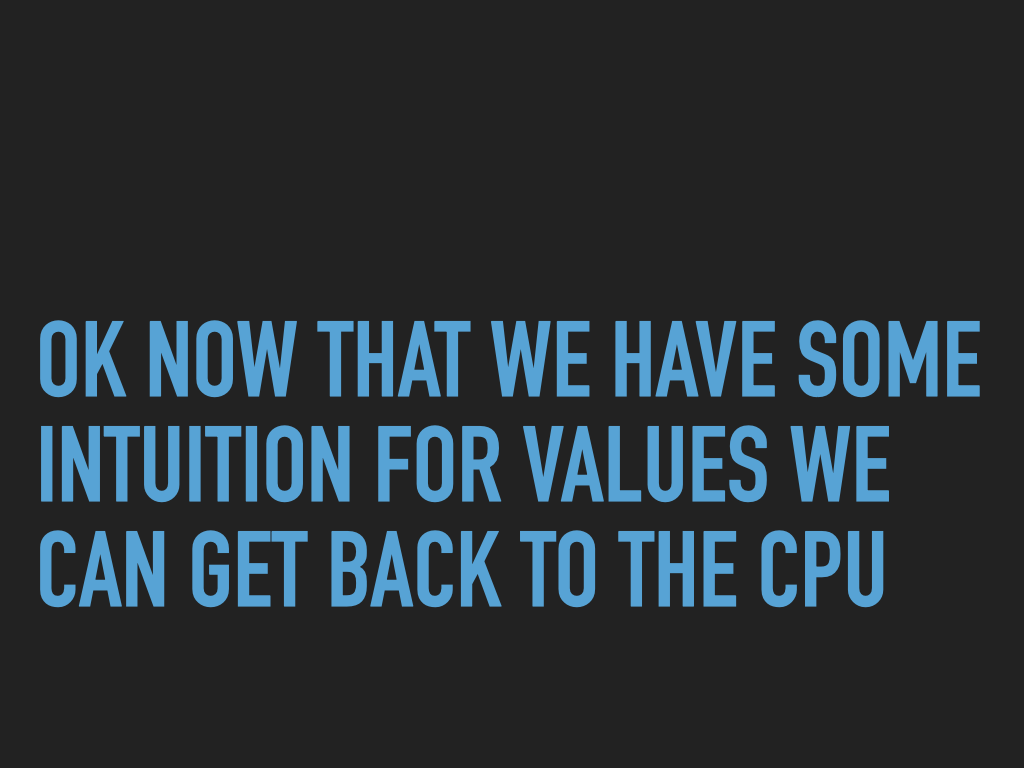 OK NOW THAT WE HAVE SOME
INTUITION FOR VALUES WE
CAN GET BACK TO THE CPU